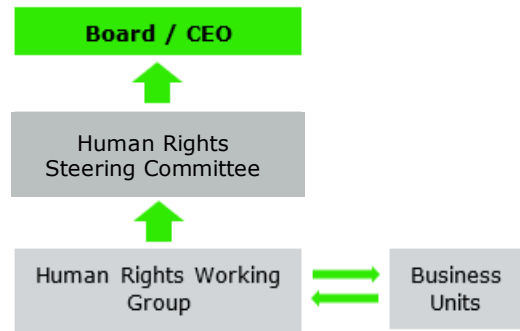 Board / CEO
Human Rights
Steering Committee
Human Rights Working
Group
Business
Units